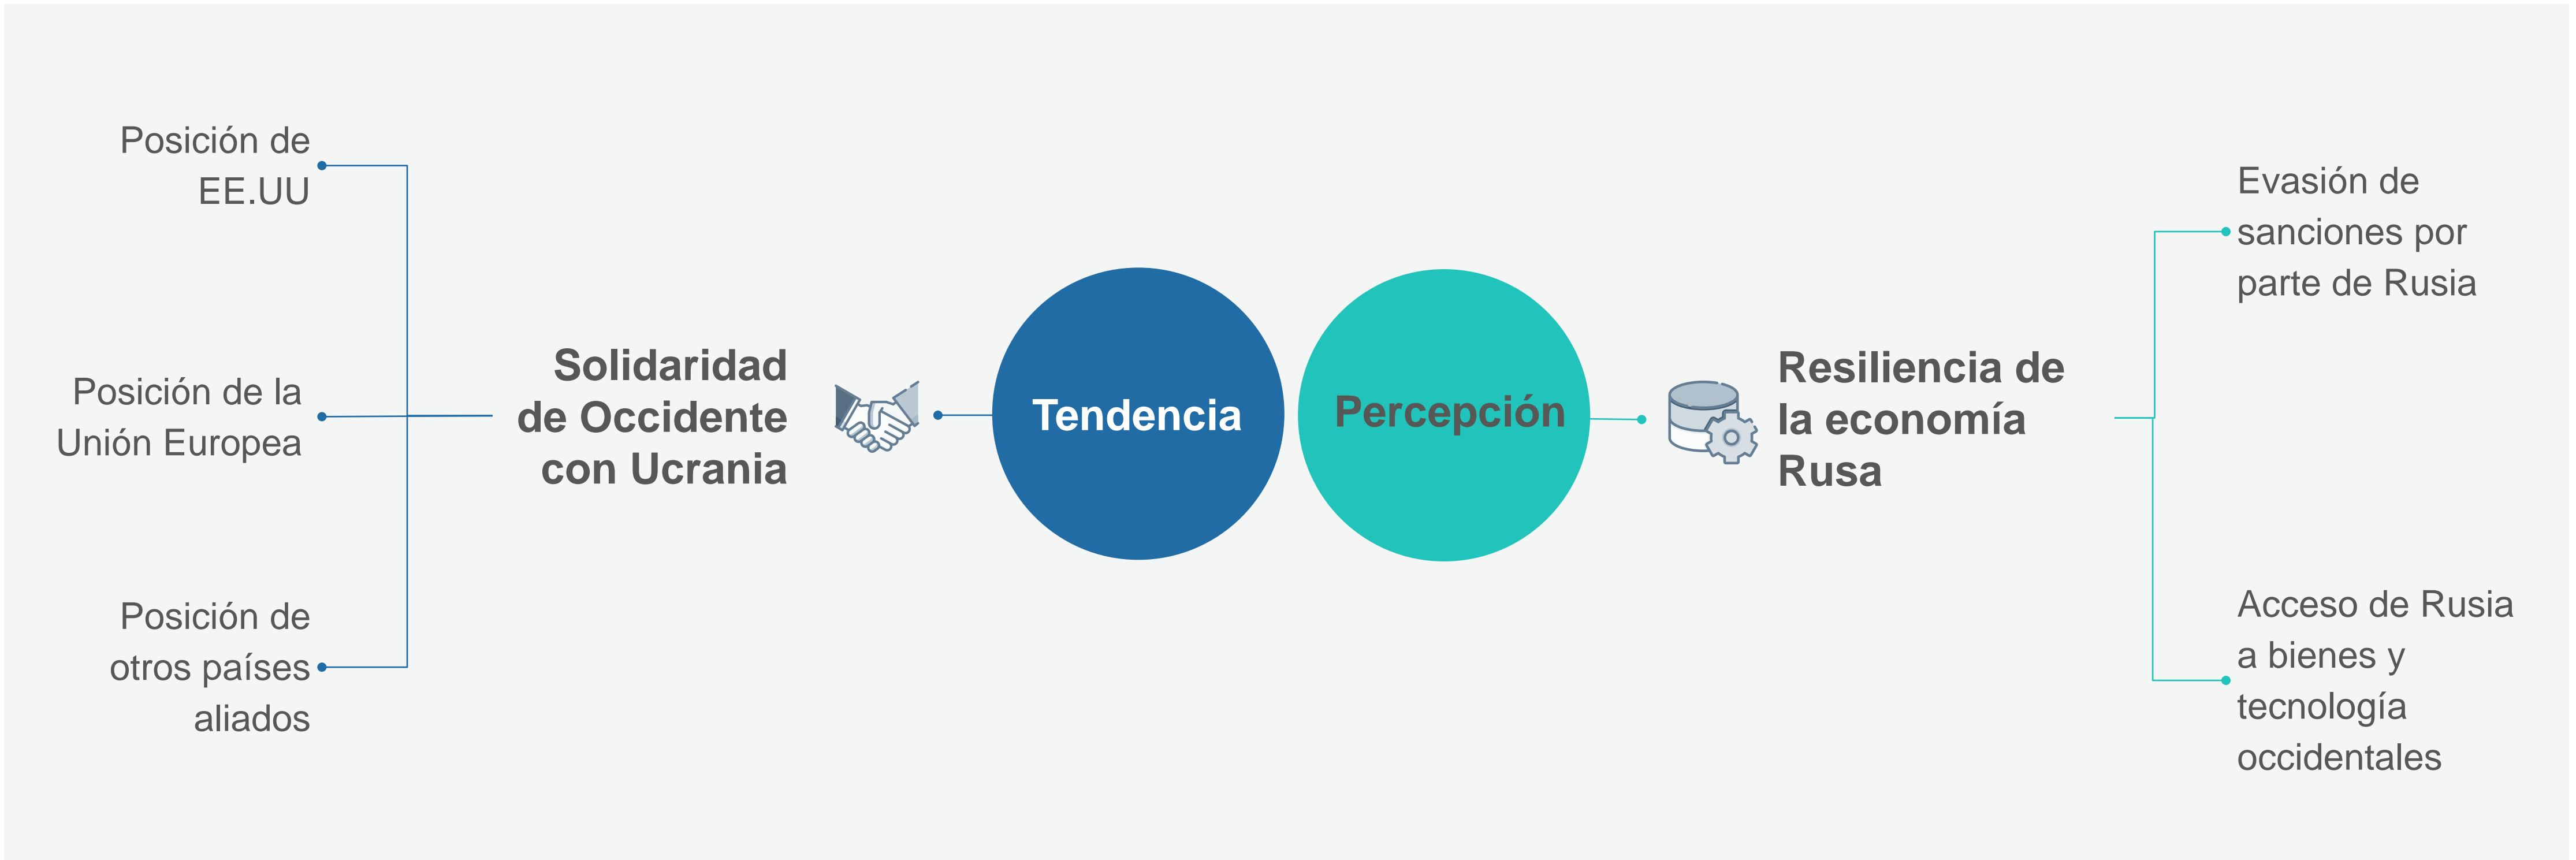 Posición de
EE.UU
Posición de la
Unión Europea
Posición de
otros países
aliados
Solidaridad
de Occidente
con Ucrania
Tendencia
Percepción
Resiliencia de
la economía
Rusa
Evasión de
sanciones por
parte de Rusia
Acceso de Rusia
a bienes y
tecnología
occidentales